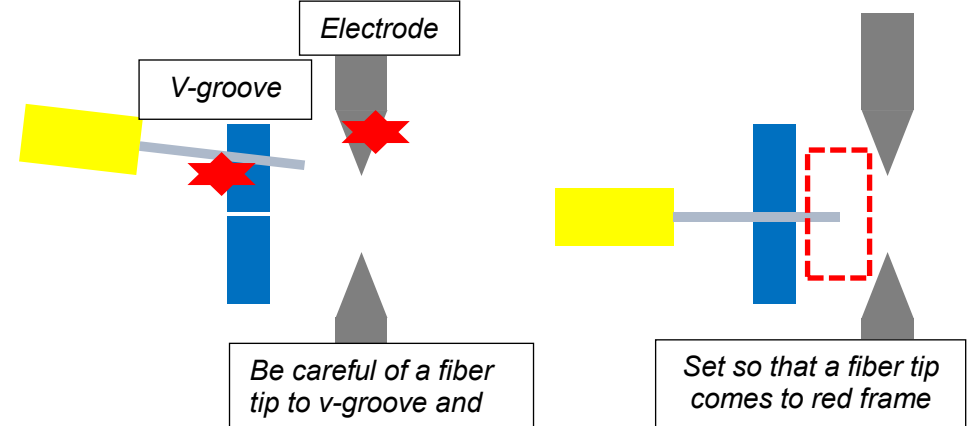 Electrode
V-groove
Be careful of a fiber
tip to v-groove and
Set so that a fiber tip
comes to red frame